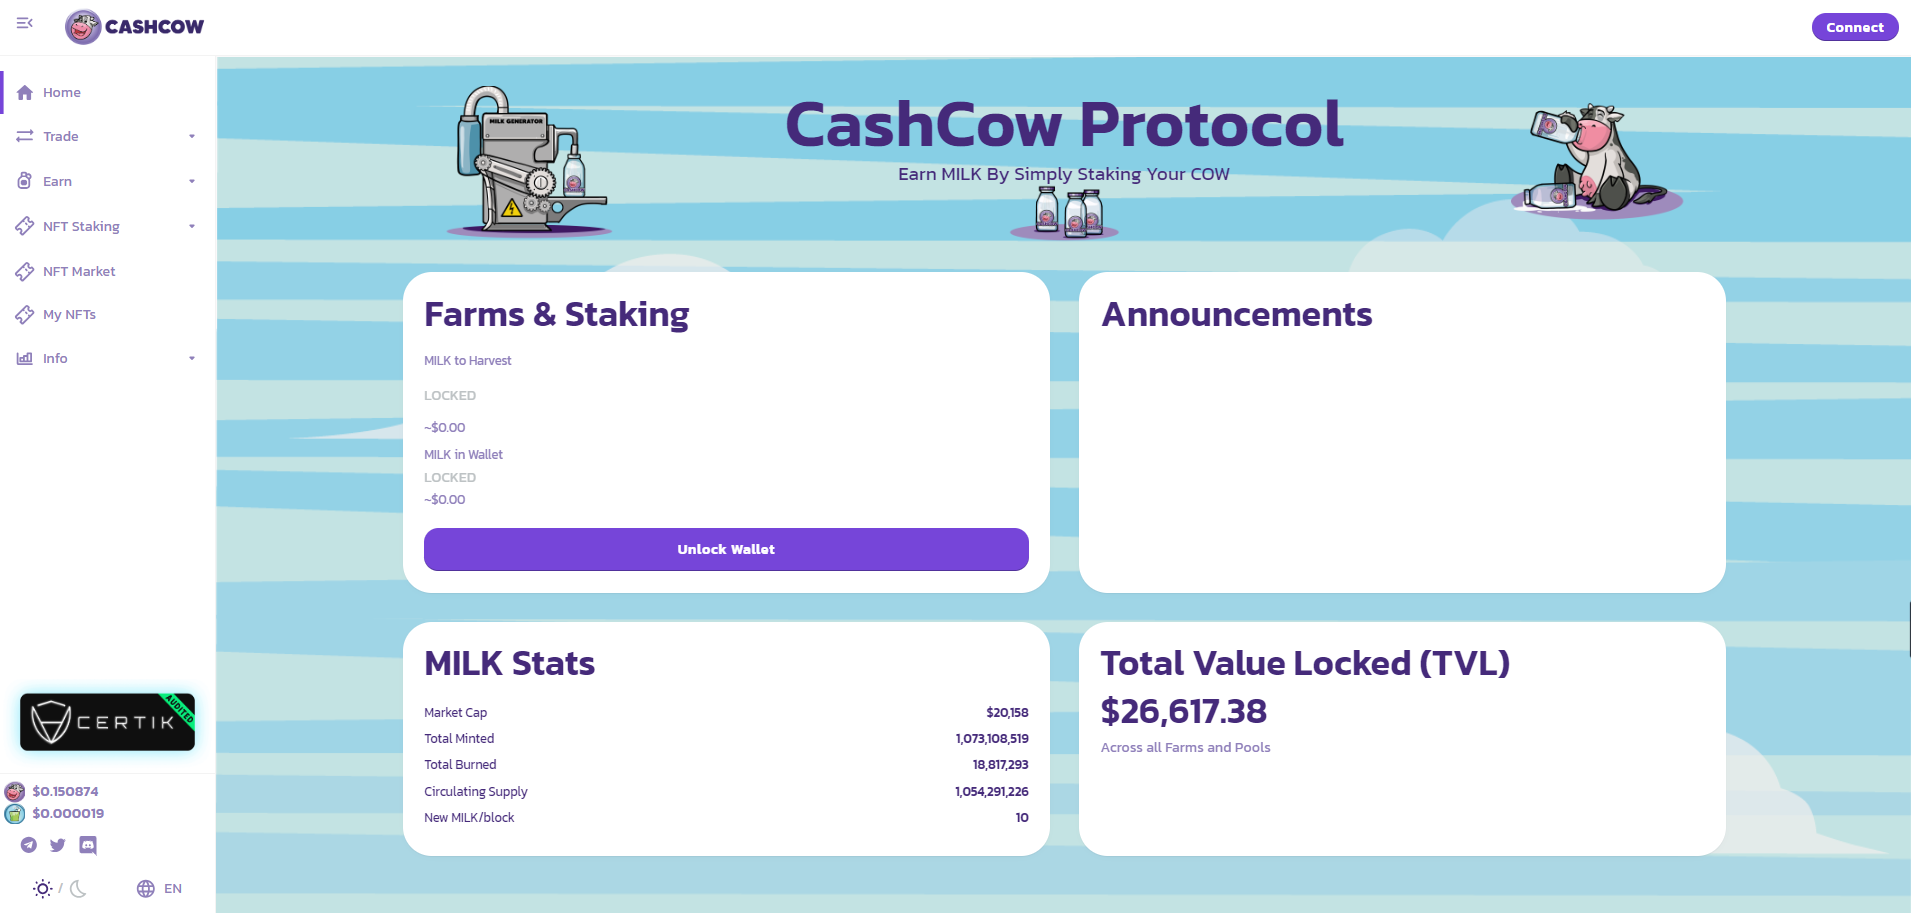 CASHCOW
Connect
Home
Trade
Earn
NFT Staking
NFT Market
My NFTs
Info
AUDITED
CERTIK
$0.150874
$0.000019
/
EN
MILK GENERATOR
CashCow Protocol
Earn MILK By Simply Staking Your COW
Farms & Staking
MILK to Harvest
LOCKED
~$0.00
MILK in Wallet
LOCKED
~$0.00
Unlock Wallet
Announcements
MILK Stats
Market Cap $20,158
Total Minted 1,073,108,519
Total Burned 18,817,293
Circulating Supply 1,054,291,226
New MILK/block 10
Total Value Locked (TVL)
$26,617.38
Across all Farms and Pools